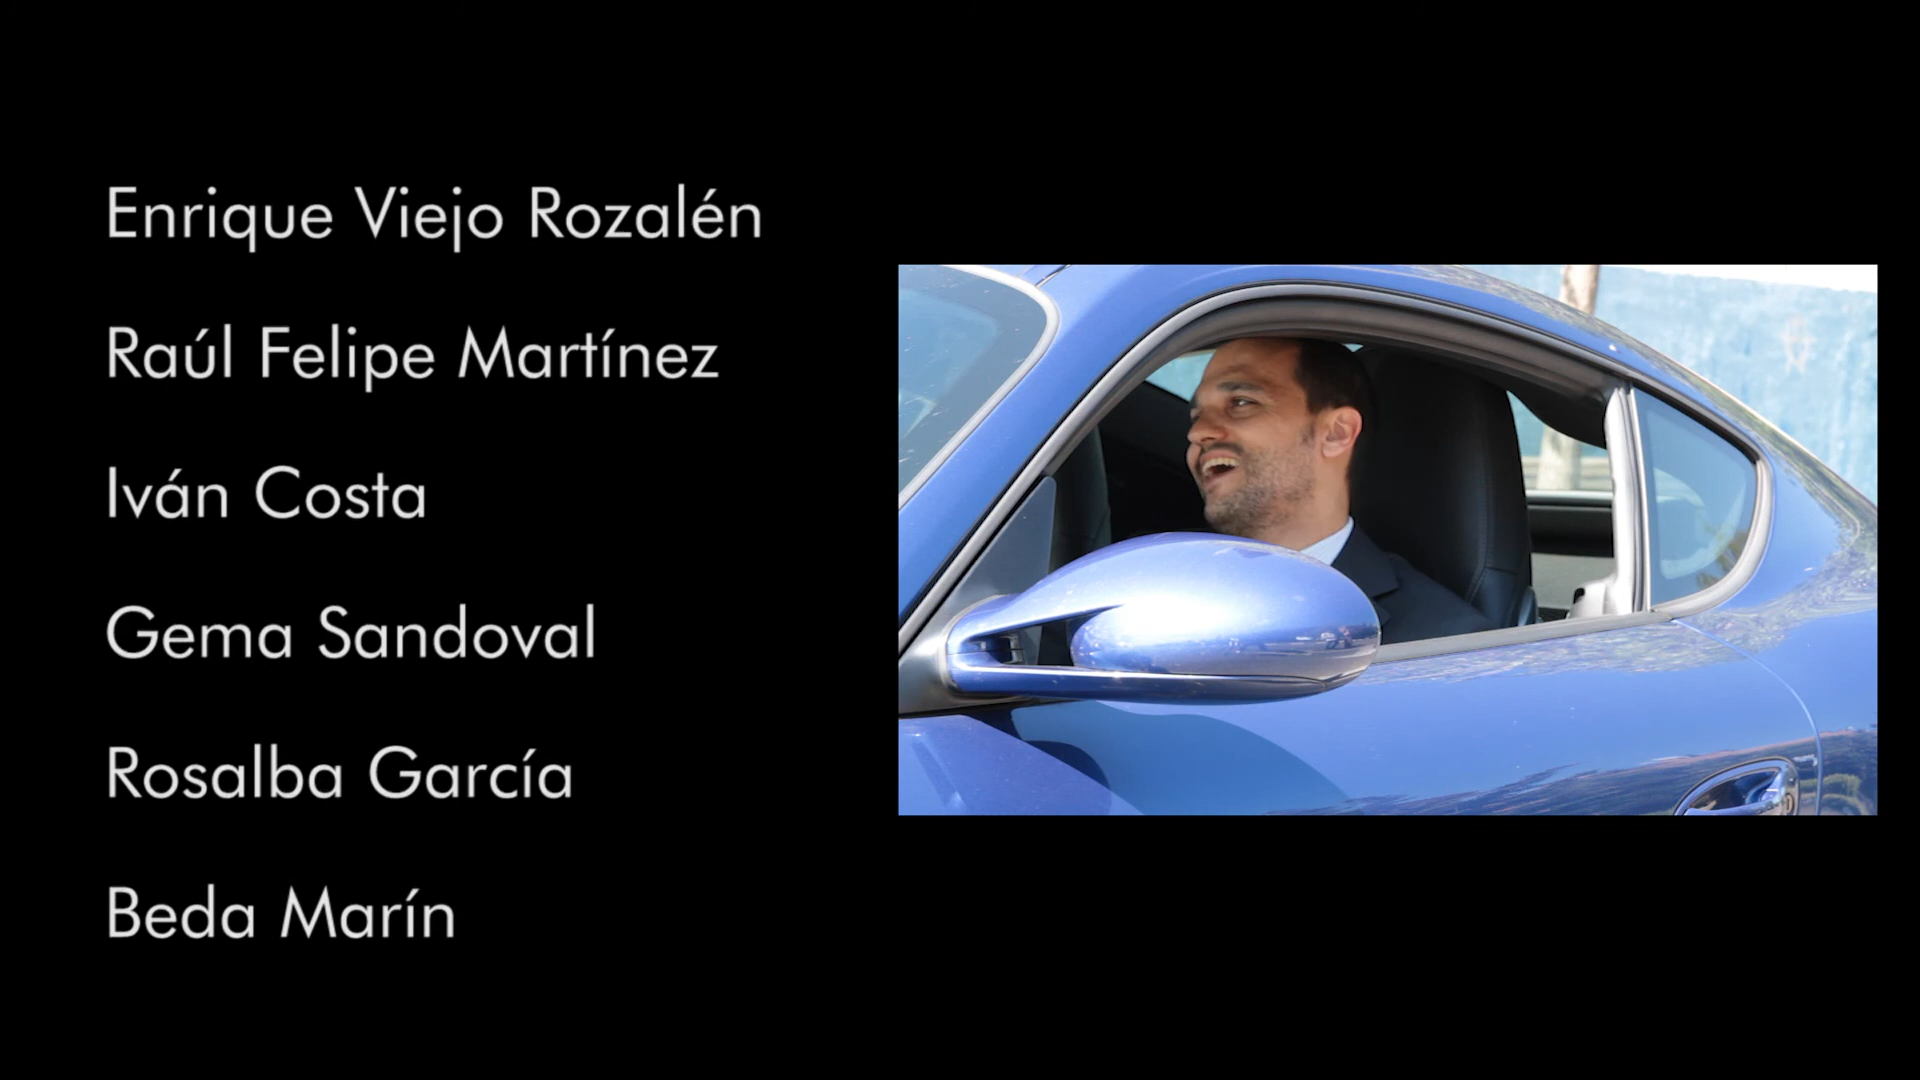 Enrique Viejo Rozalén
Raúl Felipe Martínez
Iván Costa
Gema Sandoval
Rosalba García
Beda Marín